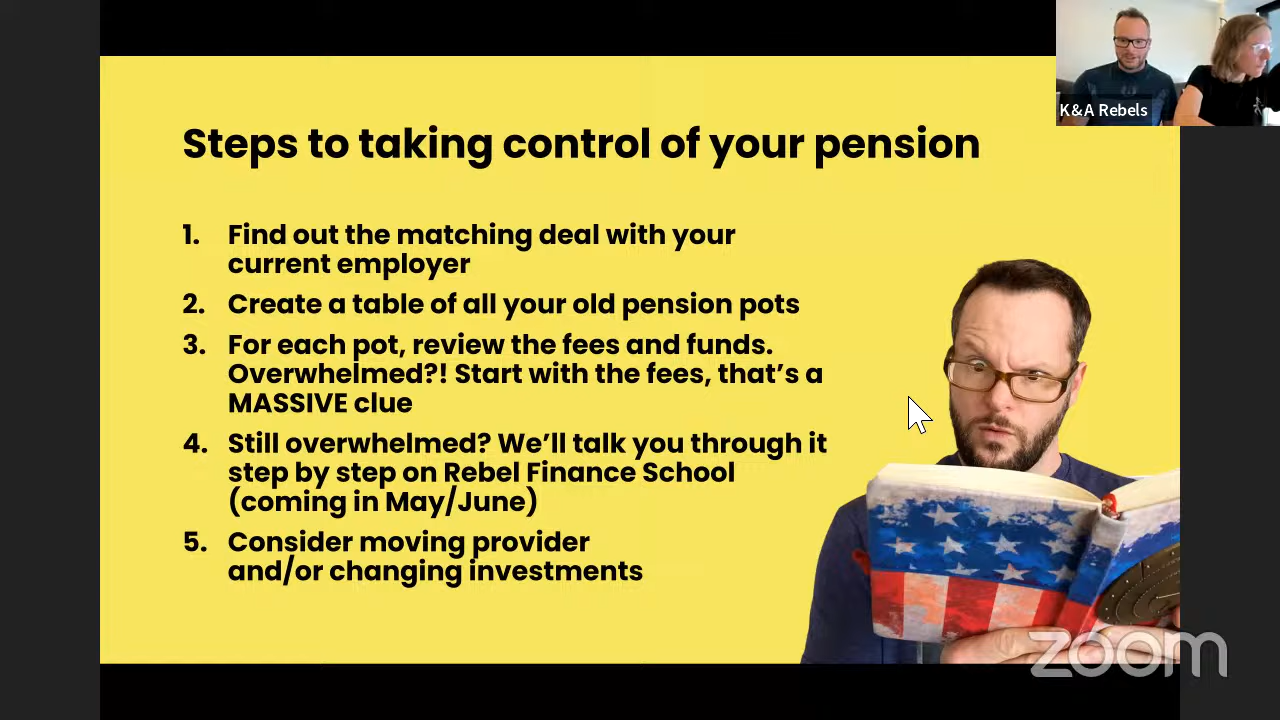 K&A Rebels
Steps to taking control of your pension
1. Find out the matching deal with your
current employer
2. Create a table of all your old pension pots
3. For each pot, review the fees and funds.
Overwhelmed?! Start with the fees, that’s a
MASSIVE clue
4. Still overwhelmed? We’ll talk you through it
step by step on Rebel Finance School
(coming in May/June)
5. Consider moving provider
and/or changing investments
zoom